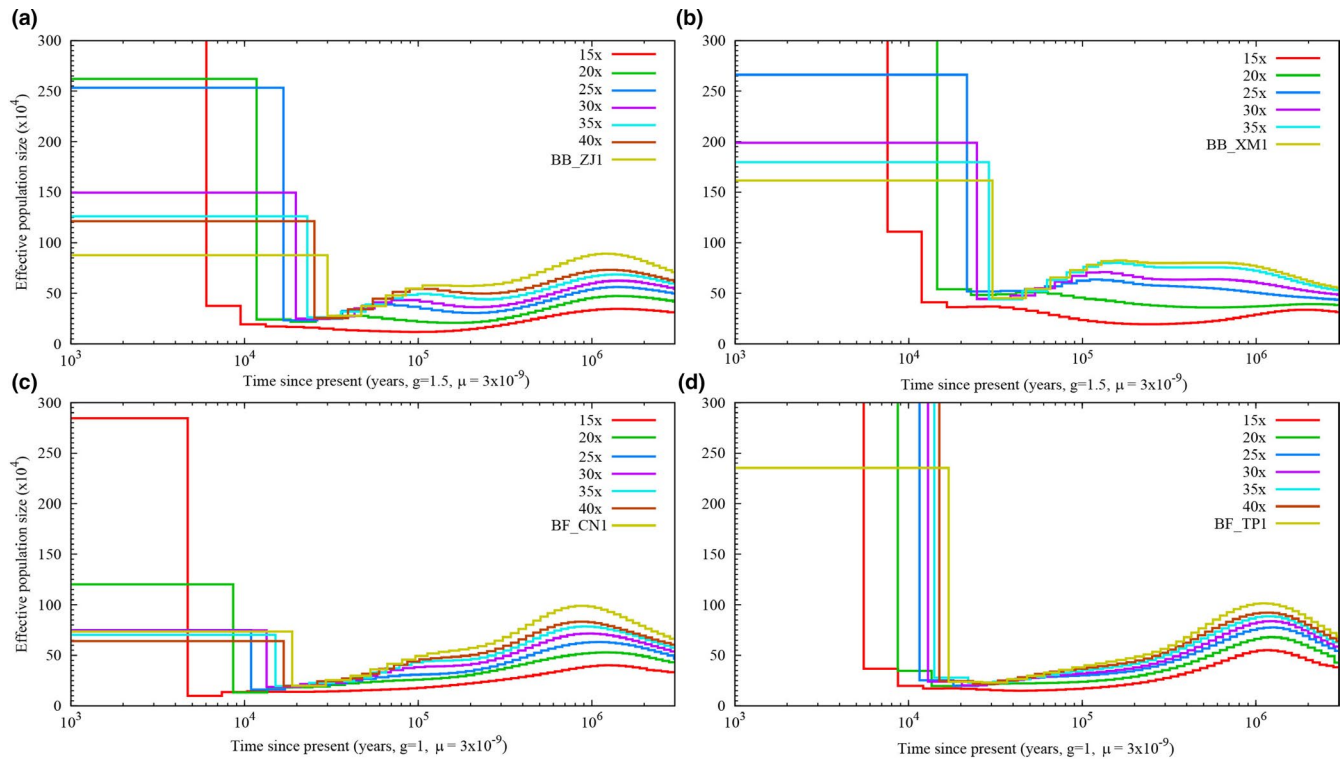 (a)
Effective population size (x10⁴)
300
250
200
150
100
50
0
10³
10⁴
10⁵
10⁶
Time since present (years, g=1.5, μ = 3x10⁻⁹)
15x
20x
25x
30x
35x
40x
BB_ZJ1
(b)
300
250
200
150
100
50
0
10³
10⁴
10⁵
10⁶
Time since present (years, g=1.5, μ = 3x10⁻⁹)
15x
20x
25x
30x
35x
BB_XM1
(c)
Effective population size (x10⁴)
300
250
200
150
100
50
0
10³
10⁴
10⁵
10⁶
Time since present (years, g=1, μ = 3x10⁻⁹)
15x
20x
25x
30x
35x
40x
BF_CN1
(d)
300
250
200
150
100
50
0
10³
10⁴
10⁵
10⁶
Time since present (years, g=1, μ = 3x10⁻⁹)
15x
20x
25x
30x
35x
40x
BF_TP1